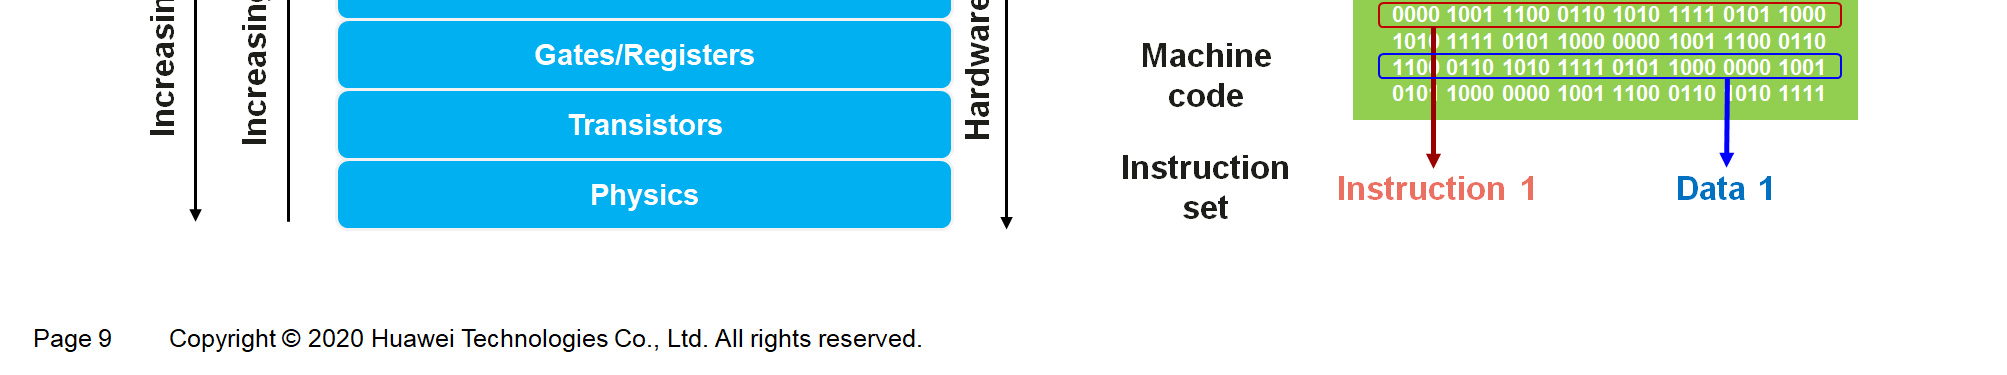 Increasing
Gates/Registers
Transistors
Physics
Hardware
Machine
code
0000 1001 1100 0110 1010 1111 0101 1000
1010 1111 0101 1000 0000 1001 1100 0110
1100 0110 1010 1111 0101 1000 0000 1001
0101 1000 0000 1001 1100 0110 1010 1111
Instruction
set
Instruction 1
Data 1
Page 9
Copyright © 2020 Huawei Technologies Co., Ltd. All rights reserved.